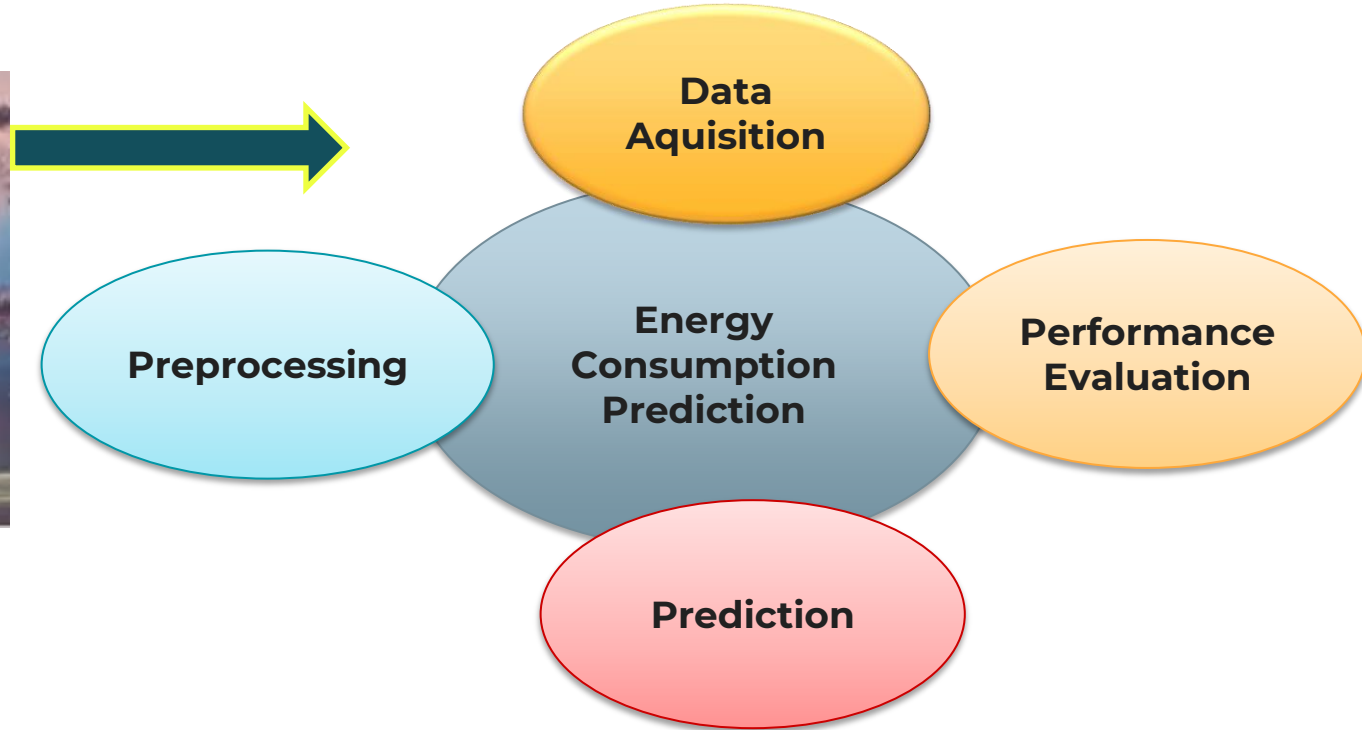 Data
Aquisition
Preprocessing
Energy
Consumption
Prediction
Performance
Evaluation
Prediction